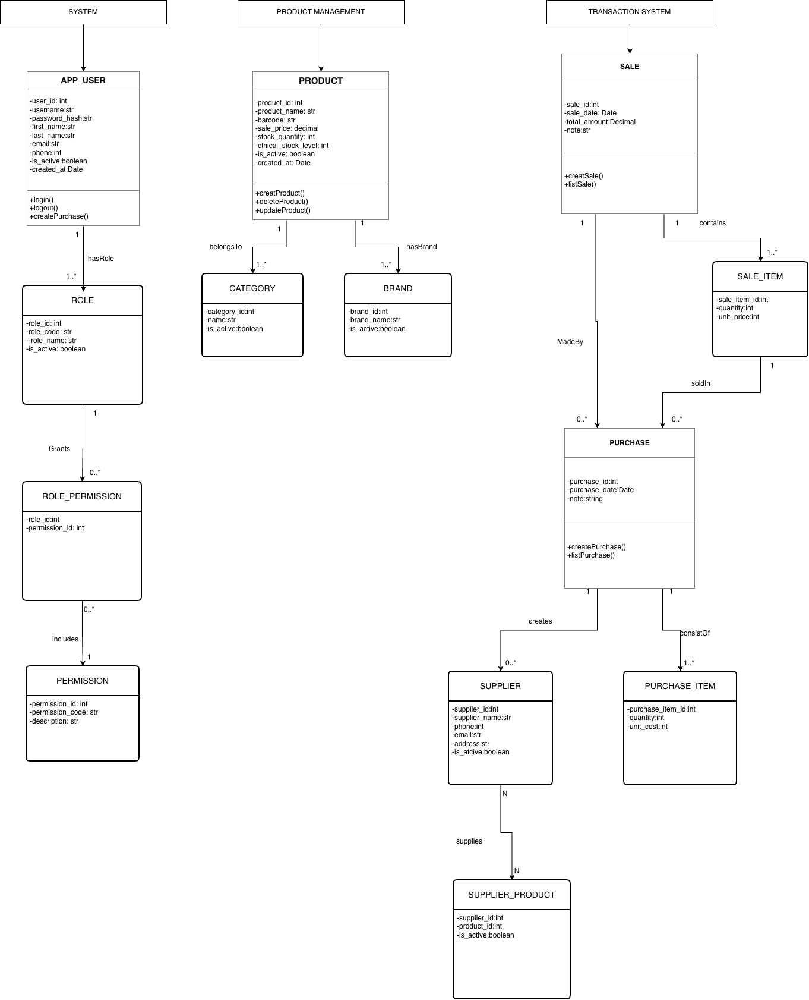 SYSTEM
APP_USER
-user_id: int
-username:str
-password_hash:str
-first_name:str
-last_name:str
-email:str
-phone:int
-is_active:boolean
-created_at:Date
+login()
+logout()
+createPurchase()
1
hasRole
1..*
ROLE
-role_id: int
-role_code: str
--role_name: str
-is_active: boolean
1
Grants
0..*
ROLE_PERMISSION
-role_id:int
-permission_id: int
0..*
includes
1
PERMISSION
-permission_id: int
-permission_code: str
-description: str
PRODUCT MANAGEMENT
PRODUCT
-product_id: int
-product_name: str
-barcode: str
-sale_price: decimal
-stock_quantity: int
-ctriical_stock_level: int
-is_active: boolean
-created_at: Date
+creatProduct()
+deleteProduct()
+updateProduct()
1
belongsTo
1..*
CATEGORY
-category_id:int
-name:str
-is_active:boolean
1
hasBrand
1..*
BRAND
-brand_id:int
-brand_name:str
-is_active:boolean
TRANSACTION SYSTEM
SALE
-sale_id:int
-sale_date: Date
-total_amount:Decimal
-note:str
+creatSale()
+listSale()
1
MadeBy
0..*
1
contains
1..*
SALE_ITEM
-sale_item_id:int
-quantity:int
-unit_price:int
1
soldIn
0..*
PURCHASE
-purchase_id:int
-purchase_date:Date
-note:string
+createPurchase()
+listPurchase()
1
creates
0..*
SUPPLIER
-supplier_id:int
-supplier_name:str
-phone:int
-email:str
-address:str
-is_atcive:boolean
1
consistOf
1..*
PURCHASE_ITEM
-purchase_item_id:int
-quantity:int
-unit_cost:int
N
supplies
N
SUPPLIER_PRODUCT
-supplier_id:int
-product_id:int
-is_active:boolean